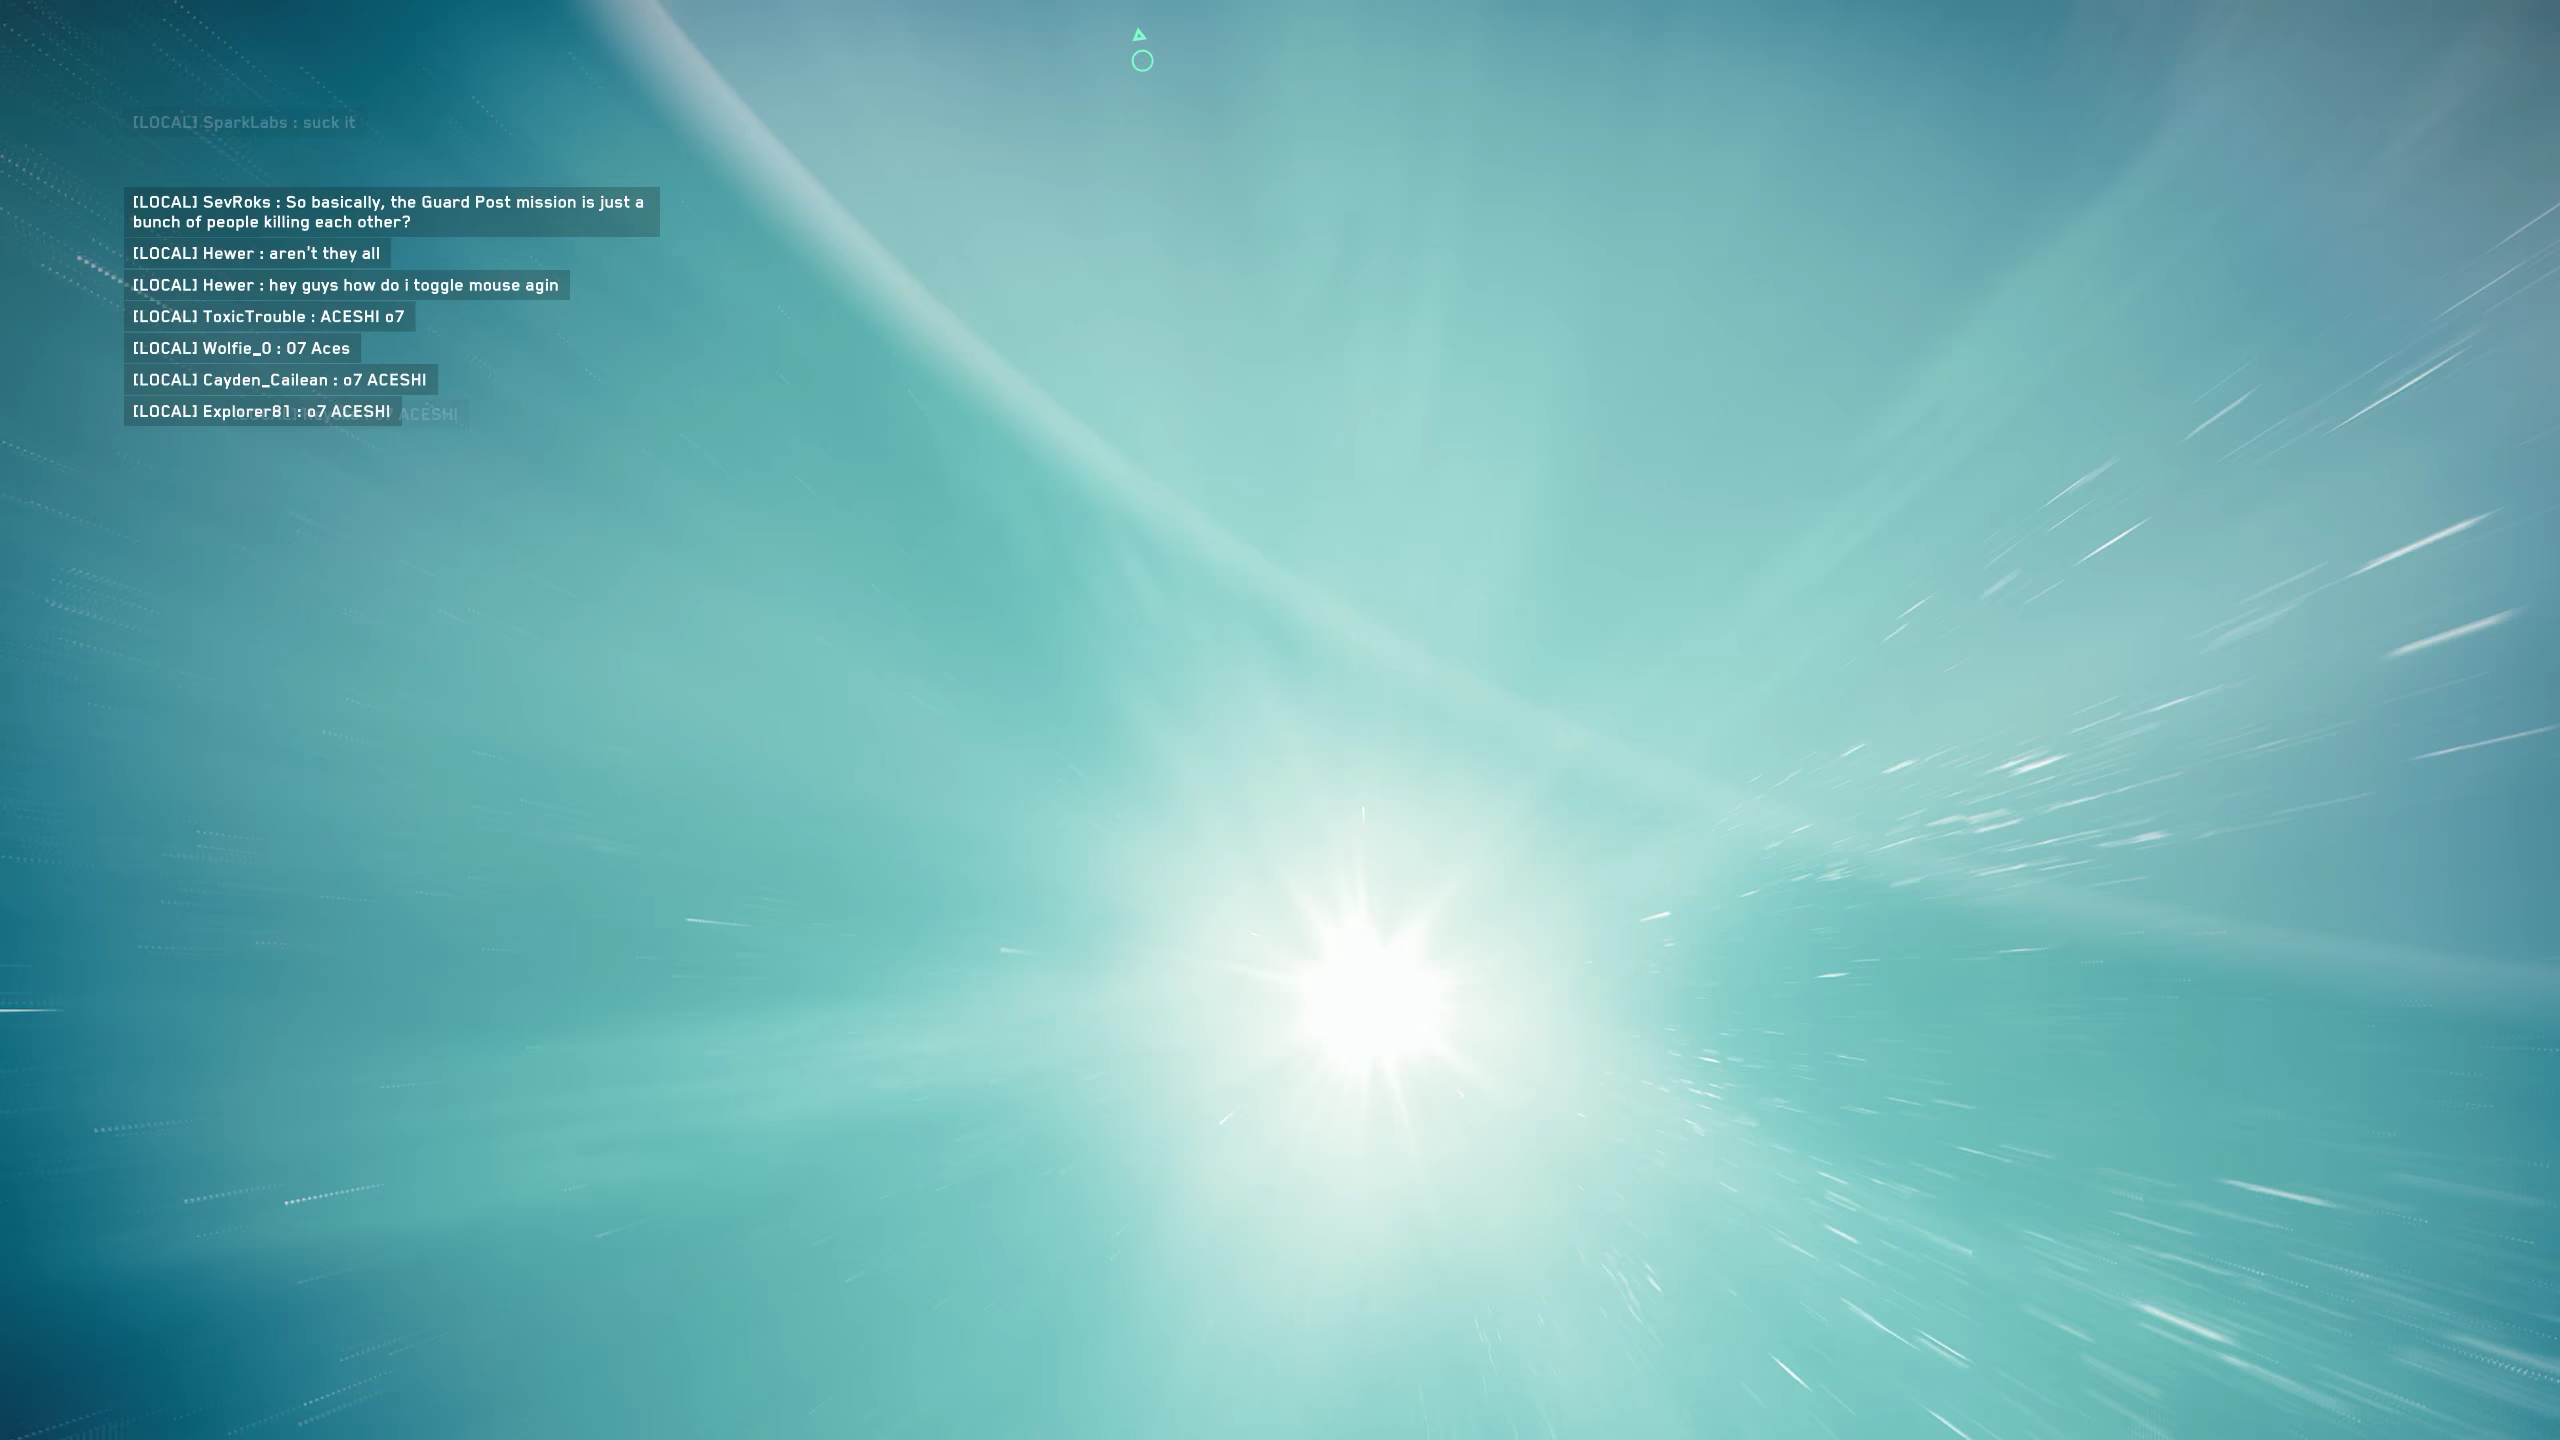 [LOCAL] SparkLabs : suck it
[LOCAL] SevRoks : So basically, the Guard Post mission is just a
bunch of people killing each other?
[LOCAL] Hewer : aren't they all
[LOCAL] Hewer : hey guys how do i toggle mouse agin
[LOCAL] ToxicTrouble : ACESHI o7
[LOCAL] Wolfie_0 : 07 Aces
[LOCAL] Cayden_Cailean : o7 ACESHI
[LOCAL] Explorer81 : o7 ACESHI
ACESHI